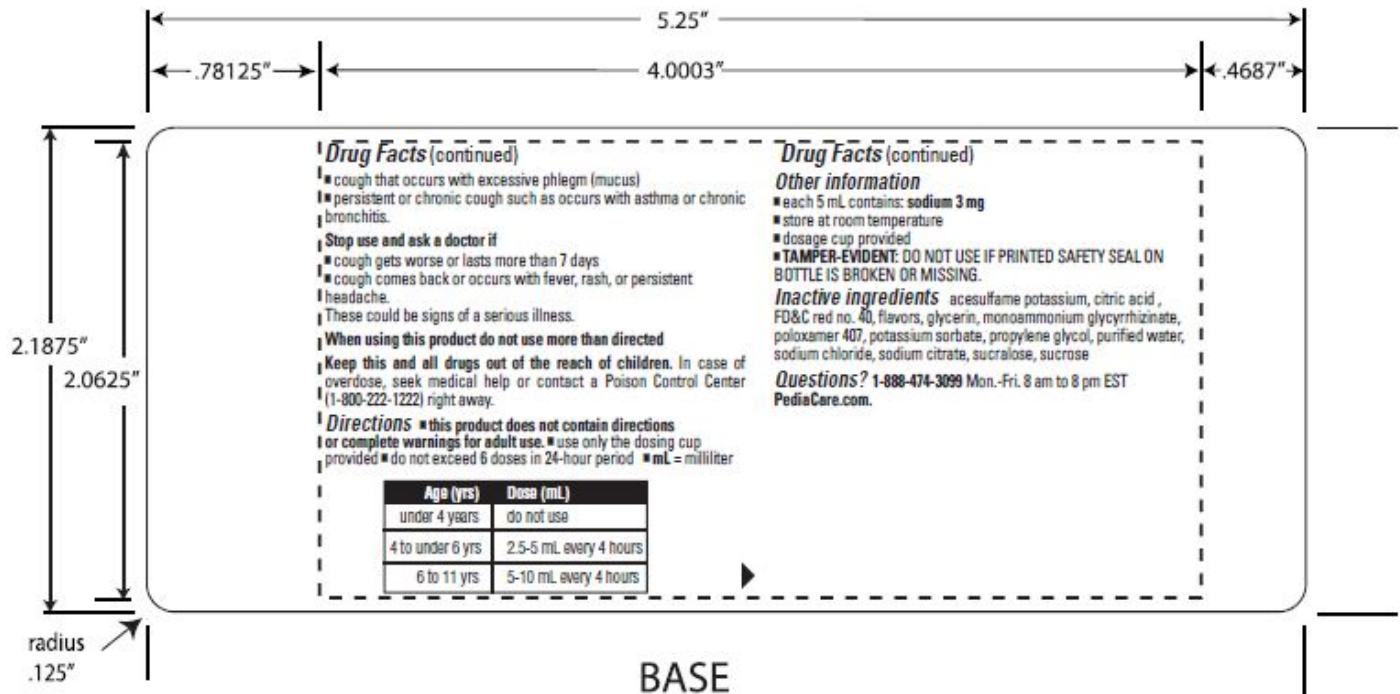 5.25"
.78125"
4.0003"
.4687"
2.1875"
2.0625"
radius
.125"
Drug Facts (continued)
■ cough that occurs with excessive phlegm (mucus)
■ persistent or chronic cough such as occurs with asthma or chronic
bronchitis.
Stop use and ask a doctor if
■ cough gets worse or lasts more than 7 days
■ cough comes back or occurs with fever, rash, or persistent
headache.
These could be signs of a serious illness.
When using this product do not use more than directed
Keep this and all drugs out of the reach of children. In case of
overdose, seek medical help or contact a Poison Control Center
(1-800-222-1222) right away.
Directions ■ this product does not contain directions
or complete warnings for adult use. ■ use only the dosing cup
provided ■ do not exceed 6 doses in 24-hour period ■ mL = milliliter
Age (yrs) Dose (mL)
under 4 years do not use
4 to under 6 yrs 2.5-5 mL every 4 hours
6 to 11 yrs 5-10 mL every 4 hours
Drug Facts (continued)
Other information
■ each 5 mL contains: sodium 3 mg
■ store at room temperature
■ dosage cup provided
■ TAMPER-EVIDENT: DO NOT USE IF PRINTED SAFETY SEAL ON
BOTTLE IS BROKEN OR MISSING.
Inactive ingredients acesulfame potassium, citric acid ,
FD&C red no. 40, flavors, glycerin, monoammonium glycyrrhizinate,
poloxamer 407, potassium sorbate, propylene glycol, purified water,
sodium chloride, sodium citrate, sucralose, sucrose
Questions? 1-888-474-3099 Mon.-Fri. 8 am to 8 pm EST
PediaCare.com.
BASE